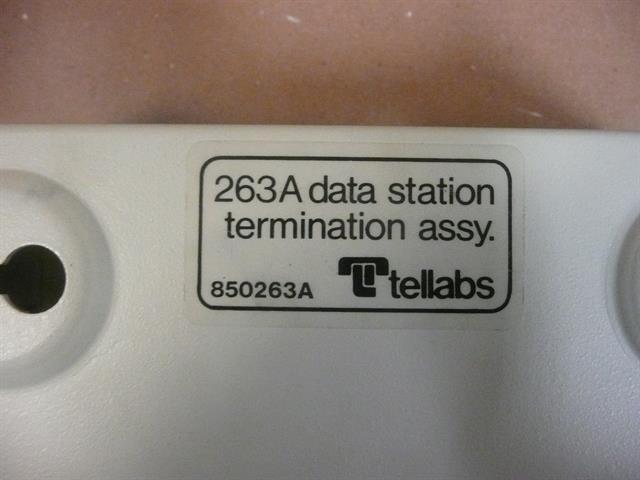 263A data station
termination assy.
850263A tellabs